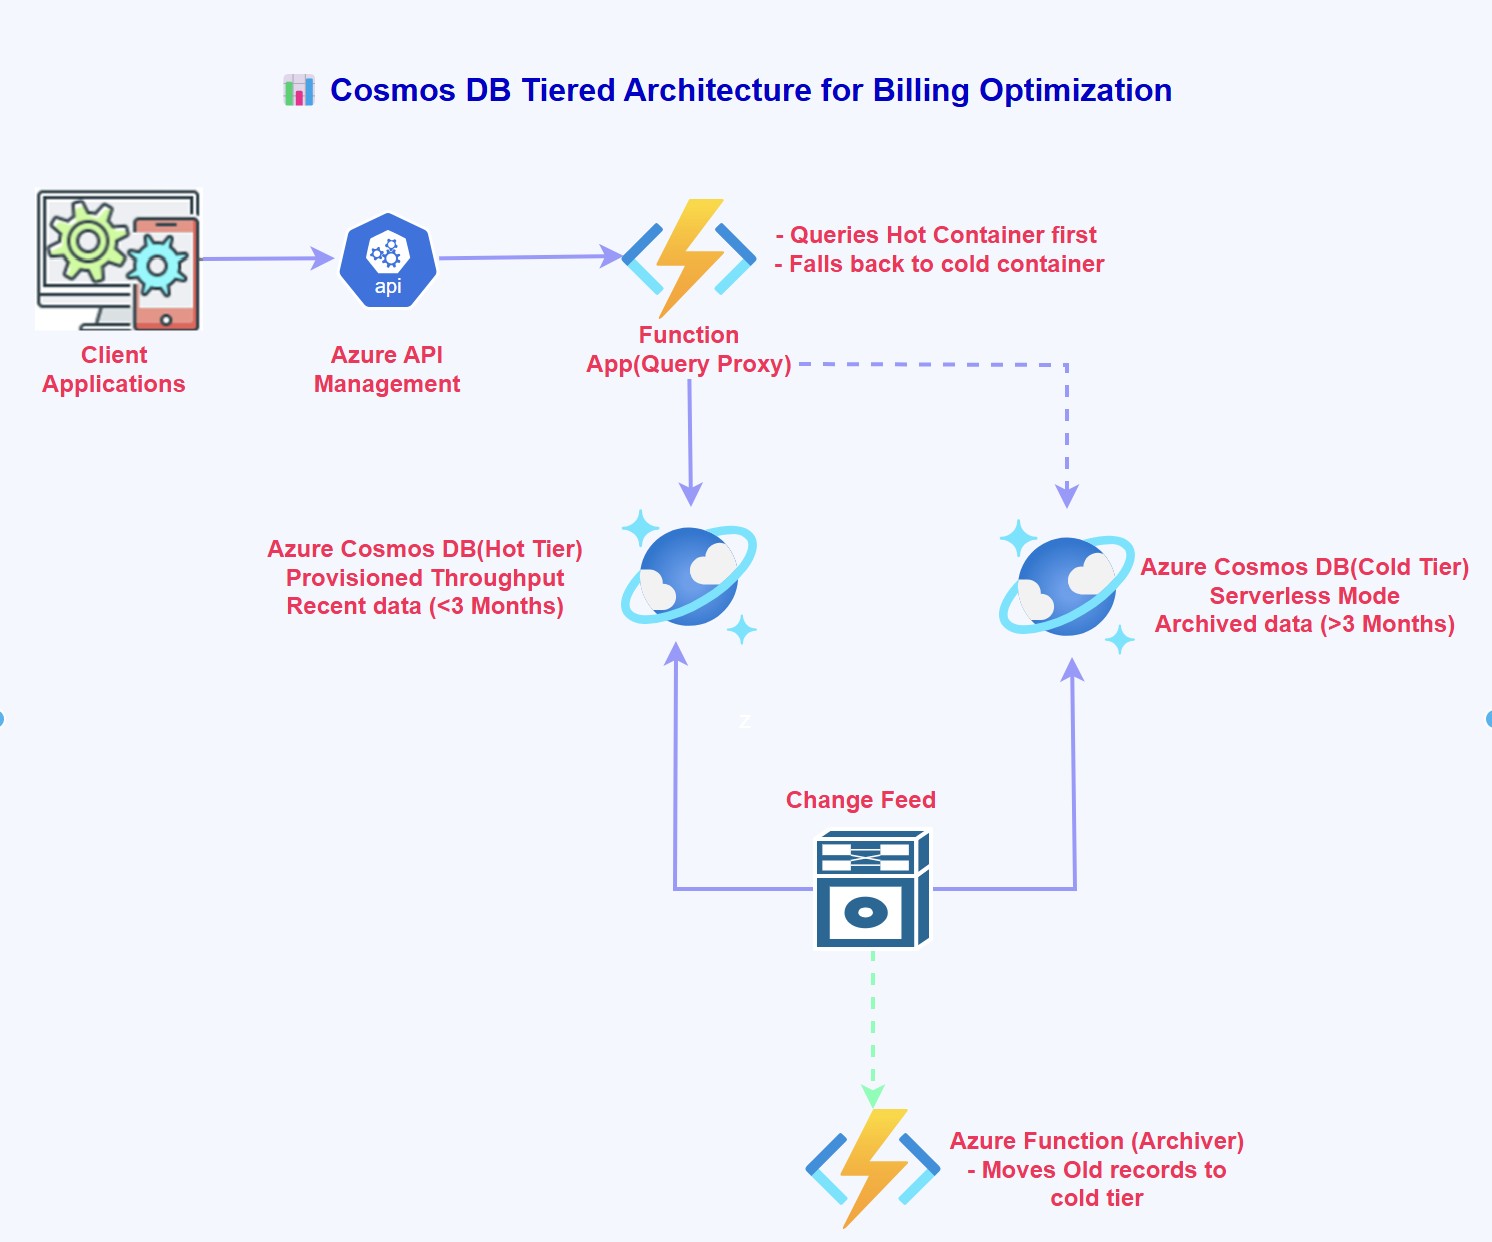 Cosmos DB Tiered Architecture for Billing Optimization
api
- Queries Hot Container first
- Falls back to cold container
Client
Applications
Azure API
Management
Function
App(Query Proxy)
Azure Cosmos DB(Hot Tier)
Provisioned Throughput
Recent data (<3 Months)
Azure Cosmos DB(Cold Tier)
Serverless Mode
Archived data (>3 Months)
z
Change Feed
Azure Function (Archiver)
- Moves Old records to
cold tier